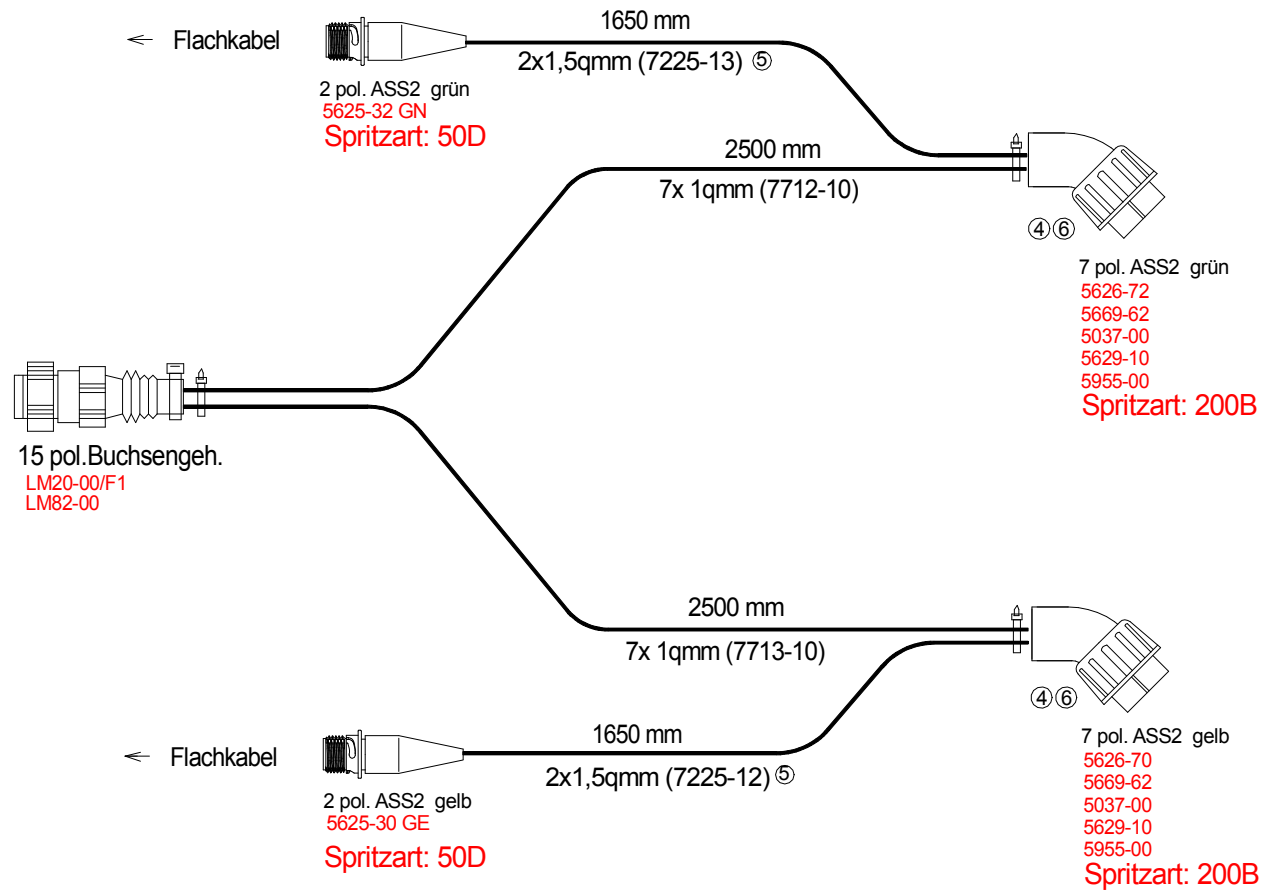 ← Flachkabel
1650 mm
2x1,5qmm (7225-13) ⑤
2 pol. ASS2 grün
5625-32 GN
Spritzart: 50D
2500 mm
7x 1qmm (7712-10)
④⑥
7 pol. ASS2 grün
5626-72
5669-62
5037-00
5629-10
5955-00
Spritzart: 200B
15 pol.Buchsengeh.
LM20-00/F1
LM82-00
2500 mm
7x 1qmm (7713-10)
④⑥
7 pol. ASS2 gelb
5626-70
5669-62
5037-00
5629-10
5955-00
Spritzart: 200B
← Flachkabel
1650 mm
2x1,5qmm (7225-12) ⑤
2 pol. ASS2 gelb
5625-30 GE
Spritzart: 50D